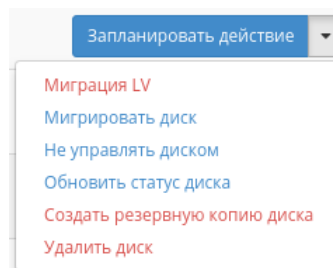 Запланировать действие
Миграция LV
Мигрировать диск
Не управлять диском
Обновить статус диска
Создать резервную копию диска
Удалить диск